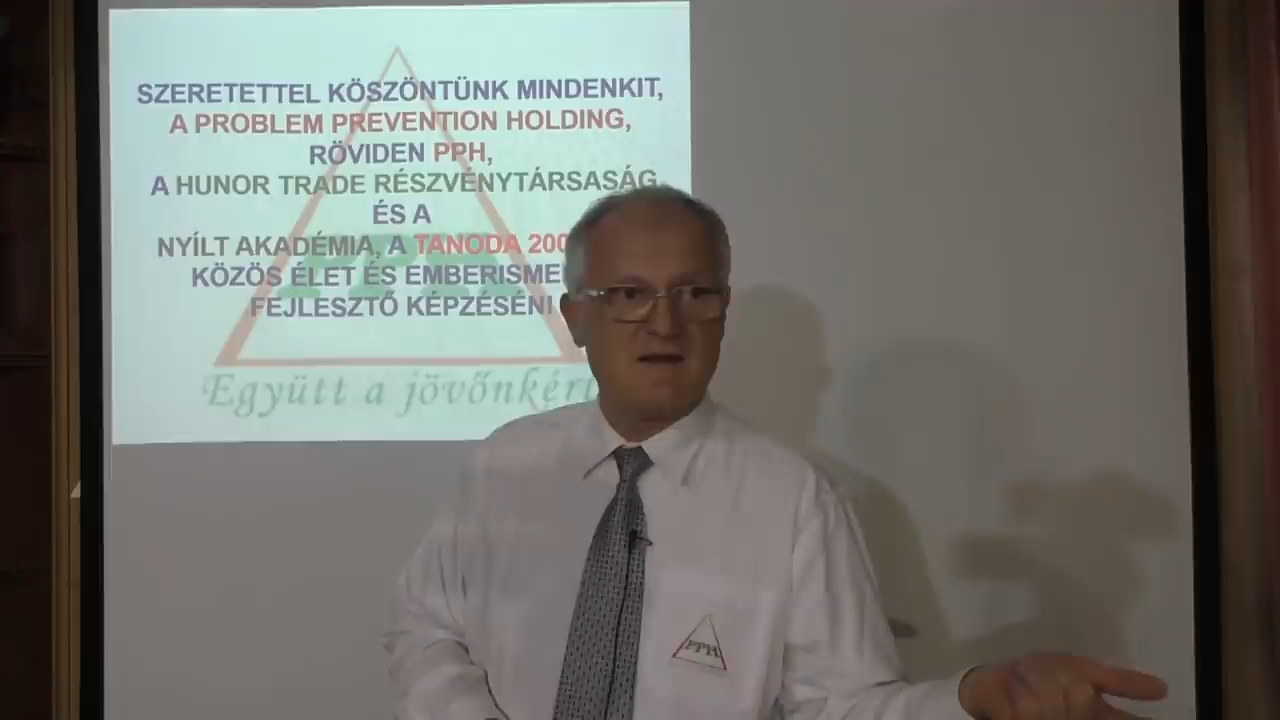 SZERETETTEL KÖSZÖNTÜNK MINDENKIT,
A PROBLEM PREVENTION HOLDING,
RÖVIDEN PPH,
A HUNOR TRADE RÉSZVÉNYTÁRSASÁG,
ÉS A
NYÍLT AKADÉMIA, A TANODA
KÖZÖS ÉLET ÉS
FEJLESZTŐ KÉPZÉSÉN!
PPH
Együtt a
PPH